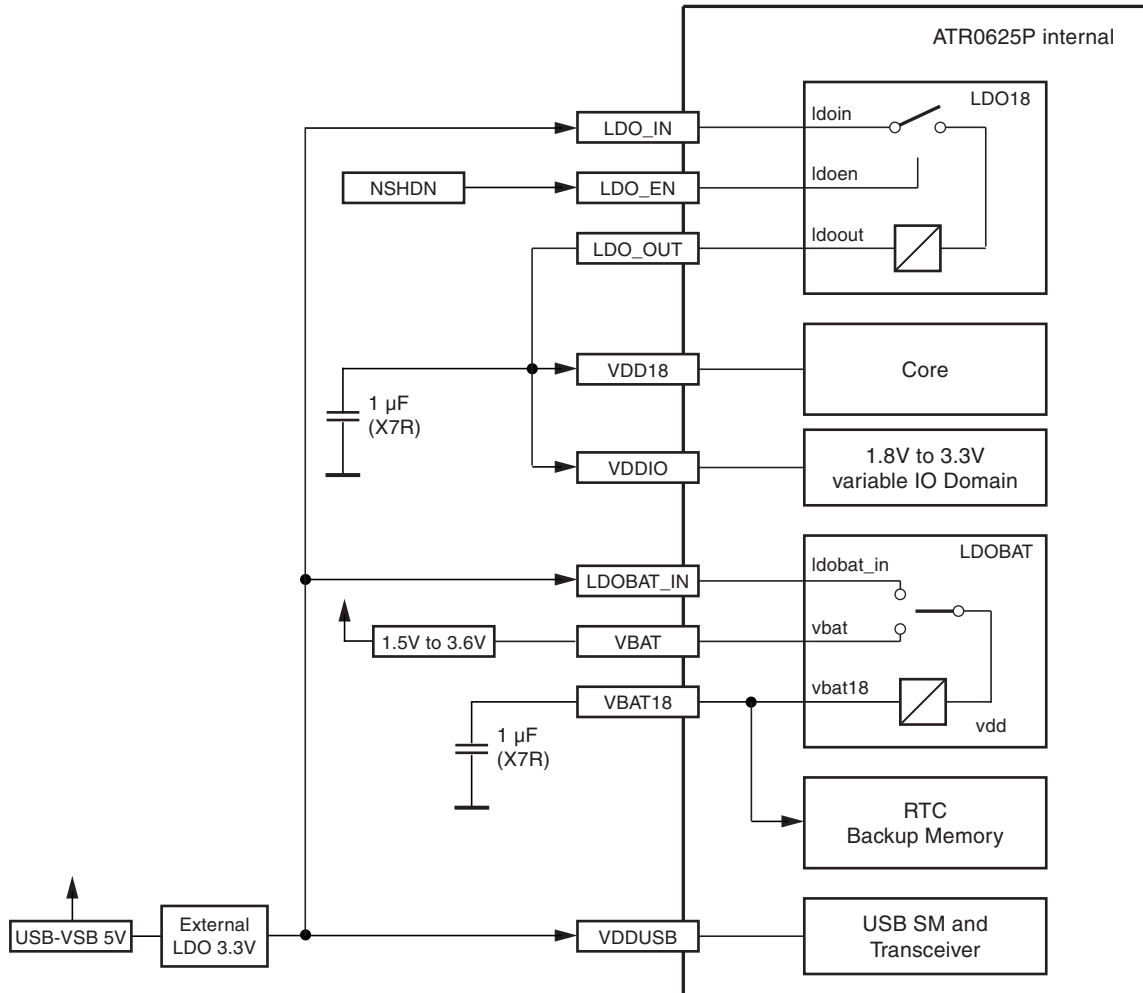 ATR0625P internal
LDO18
LDO_IN
ldoin
NSHDN
LDO_EN
ldoen
LDO_OUT
ldoout
VDD18
Core
1 µF
(X7R)
VDDIO
1.8V to 3.3V
variable IO Domain
LDOBAT
LDOBAT_IN
ldobat_in
1.5V to 3.6V
VBAT
vbat
VBAT18
vbat18
vdd
1 µF
(X7R)
RTC
Backup Memory
USB-VSB 5V
External
LDO 3.3V
VDDUSB
USB SM and
Transceiver